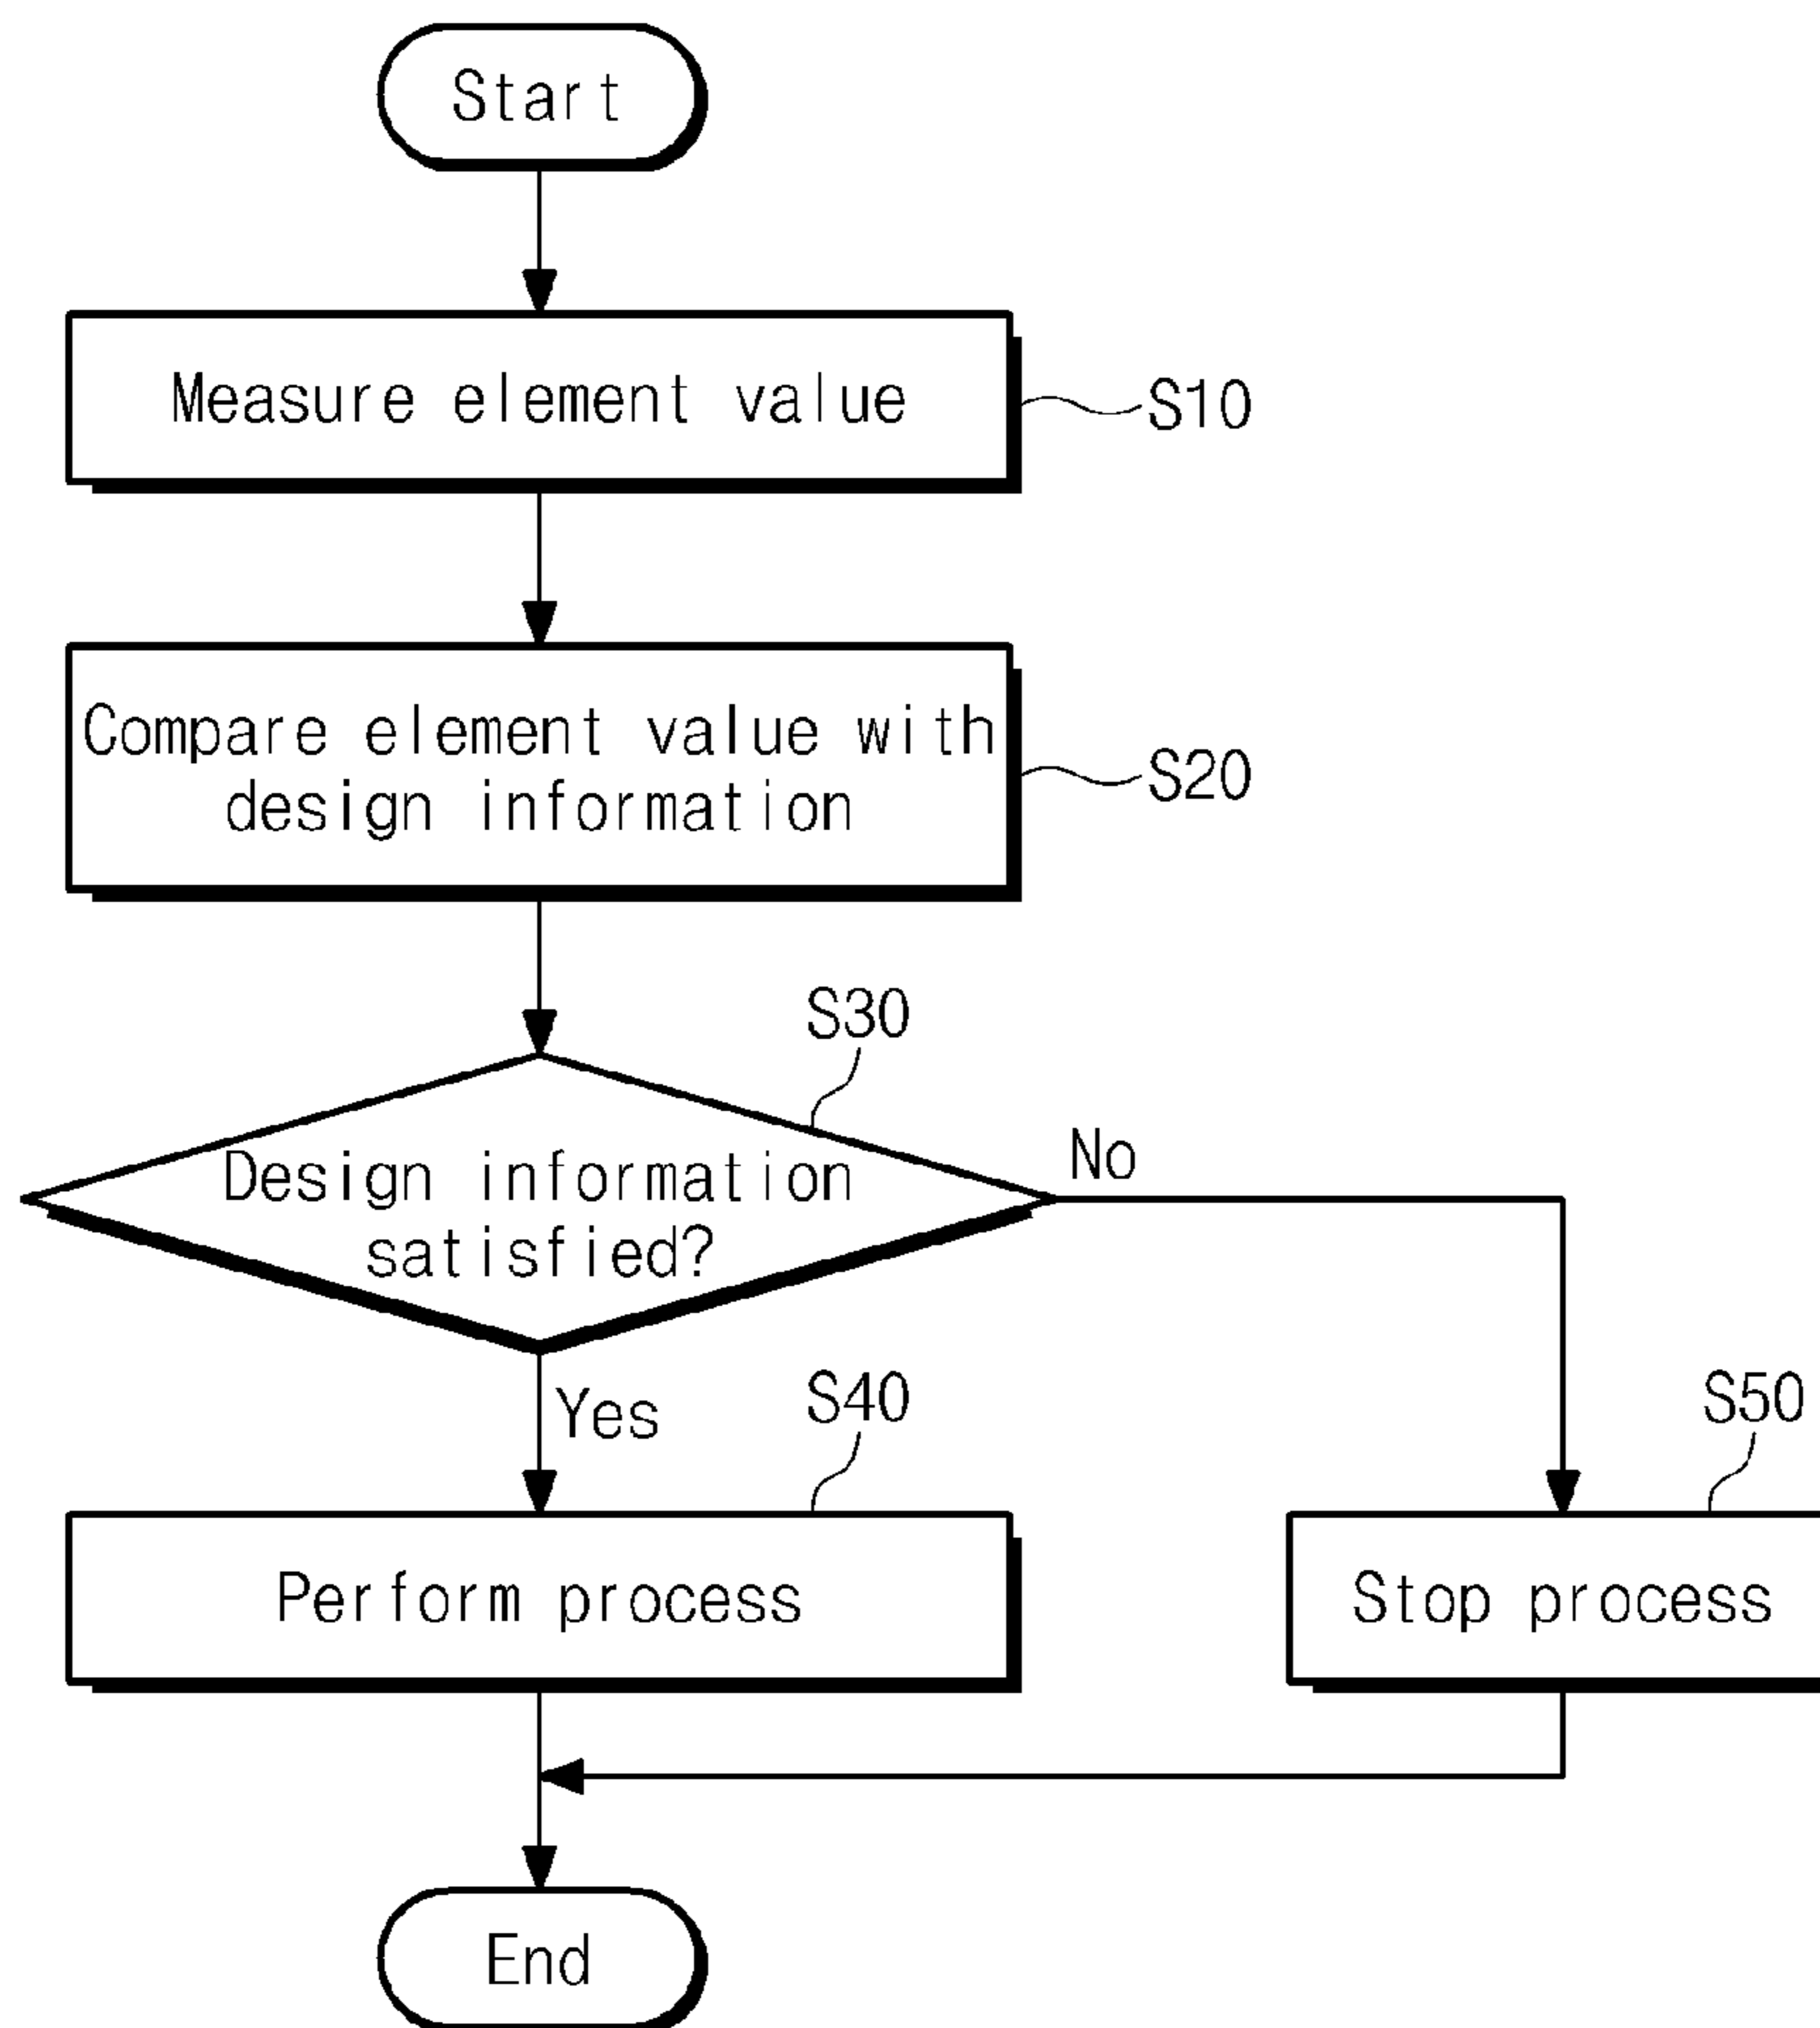 Start
Measure element value
S10
Compare element value with
design information
S20
S30
Design information
satisfied?
No
Yes
S40
S50
Perform process
Stop process
End